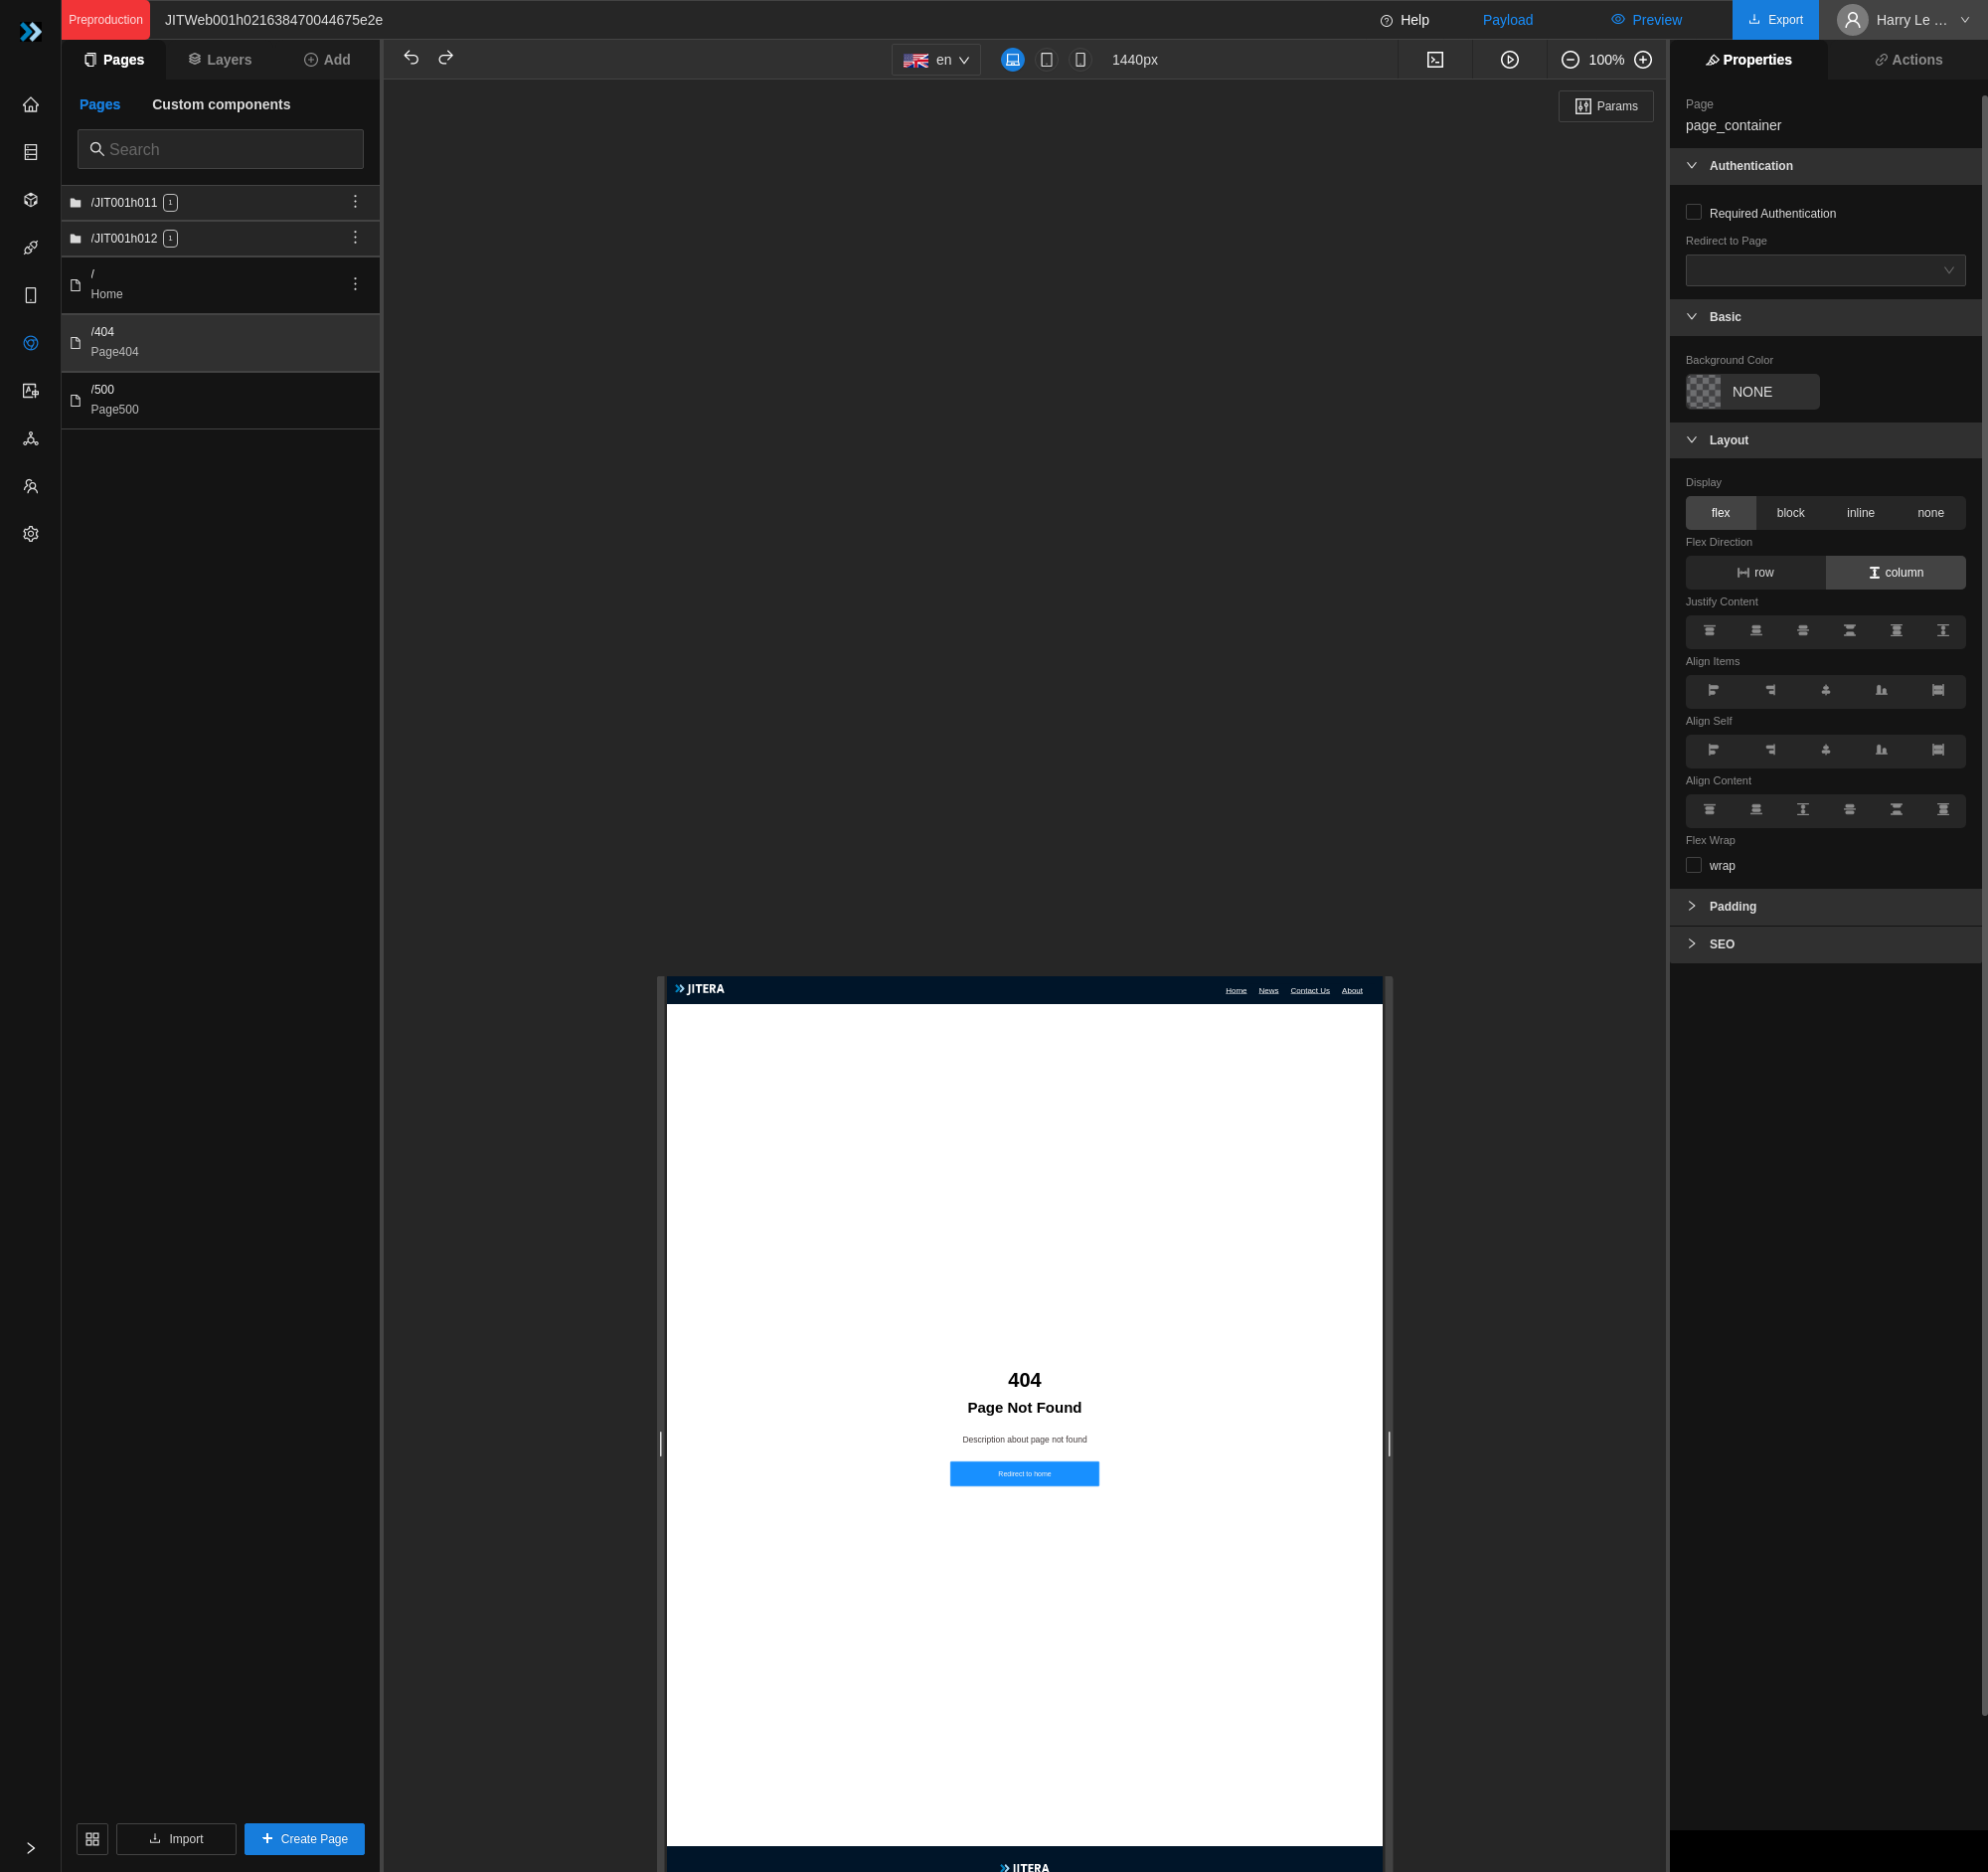 Preproduction
JITWeb001h021638470044675e2e
Help
Payload
Preview
Export
Harry Le ...
Pages
Layers
Add
en
1440px
100%
Properties
Actions
Pages
Custom components
Search
/JIT001h011 1
/JIT001h012 1
/
Home
/404
Page404
/500
Page500
Import
Create Page
Params
JITERA
Home
News
Contact Us
About
404
Page Not Found
Description about page not found
Redirect to home
JITERA
Page
page_container
Authentication
Required Authentication
Redirect to Page
Basic
Background Color
NONE
Layout
Display
flex
block
inline
none
Flex Direction
row
column
Justify Content
Align Items
Align Self
Align Content
Flex Wrap
wrap
Padding
SEO